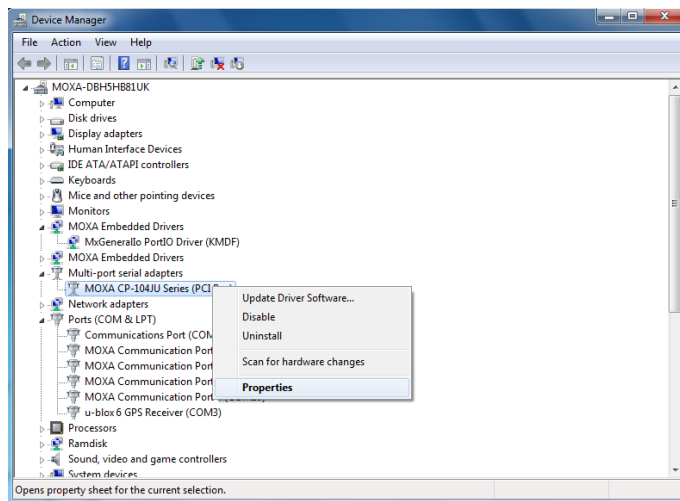 Device Manager
File Action View Help
MOXA-DBH5HB81UK
Computer
Disk drives
Display adapters
Human Interface Devices
IDE ATA/ATAPI controllers
Keyboards
Mice and other pointing devices
Monitors
MOXA Embedded Drivers
MxGeneralIo PortIO Driver (KMDF)
MOXA Embedded Drivers
Multi-port serial adapters
MOXA CP-104JU Series (PCI
Update Driver Software...
Network adapters
Disable
Ports (COM & LPT)
Communications Port (COM
Uninstall
MOXA Communication Port
MOXA Communication Port
Scan for hardware changes
MOXA Communication Port
Properties
MOXA Communication Port
u-blox 6 GPS Receiver (COM3)
Processors
Ramdisk
Sound, video and game controllers
System devices
Opens property sheet for the current selection.